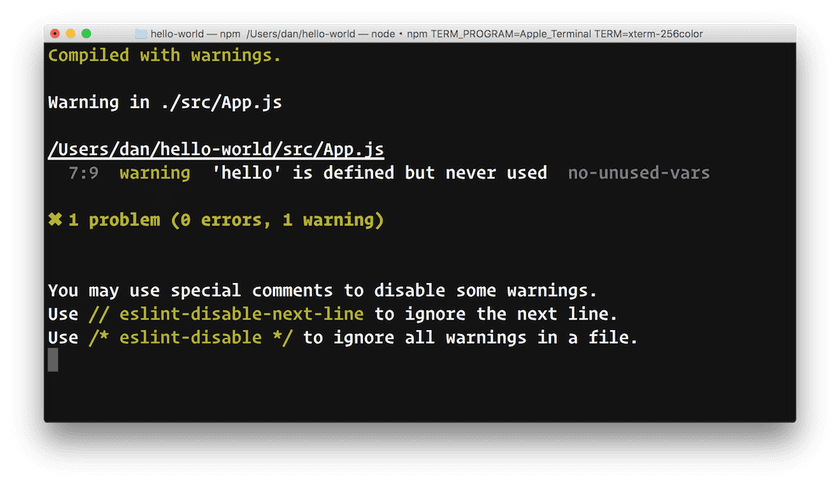 hello-world — npm /Users/dan/hello-world — node • npm TERM_PROGRAM=Apple_Terminal TERM=xterm-256color
Compiled with warnings.
Warning in ./src/App.js
/Users/dan/hello-world/src/App.js
7:9 warning 'hello' is defined but never used no-unused-vars
✖ 1 problem (0 errors, 1 warning)
You may use special comments to disable some warnings.
Use // eslint-disable-next-line to ignore the next line.
Use /* eslint-disable */ to ignore all warnings in a file.